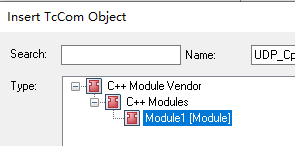 Insert TcCom Object
Search: Name: UDP_Cp
Type: C++ Module Vendor
C++ Modules
Module1 [Module]